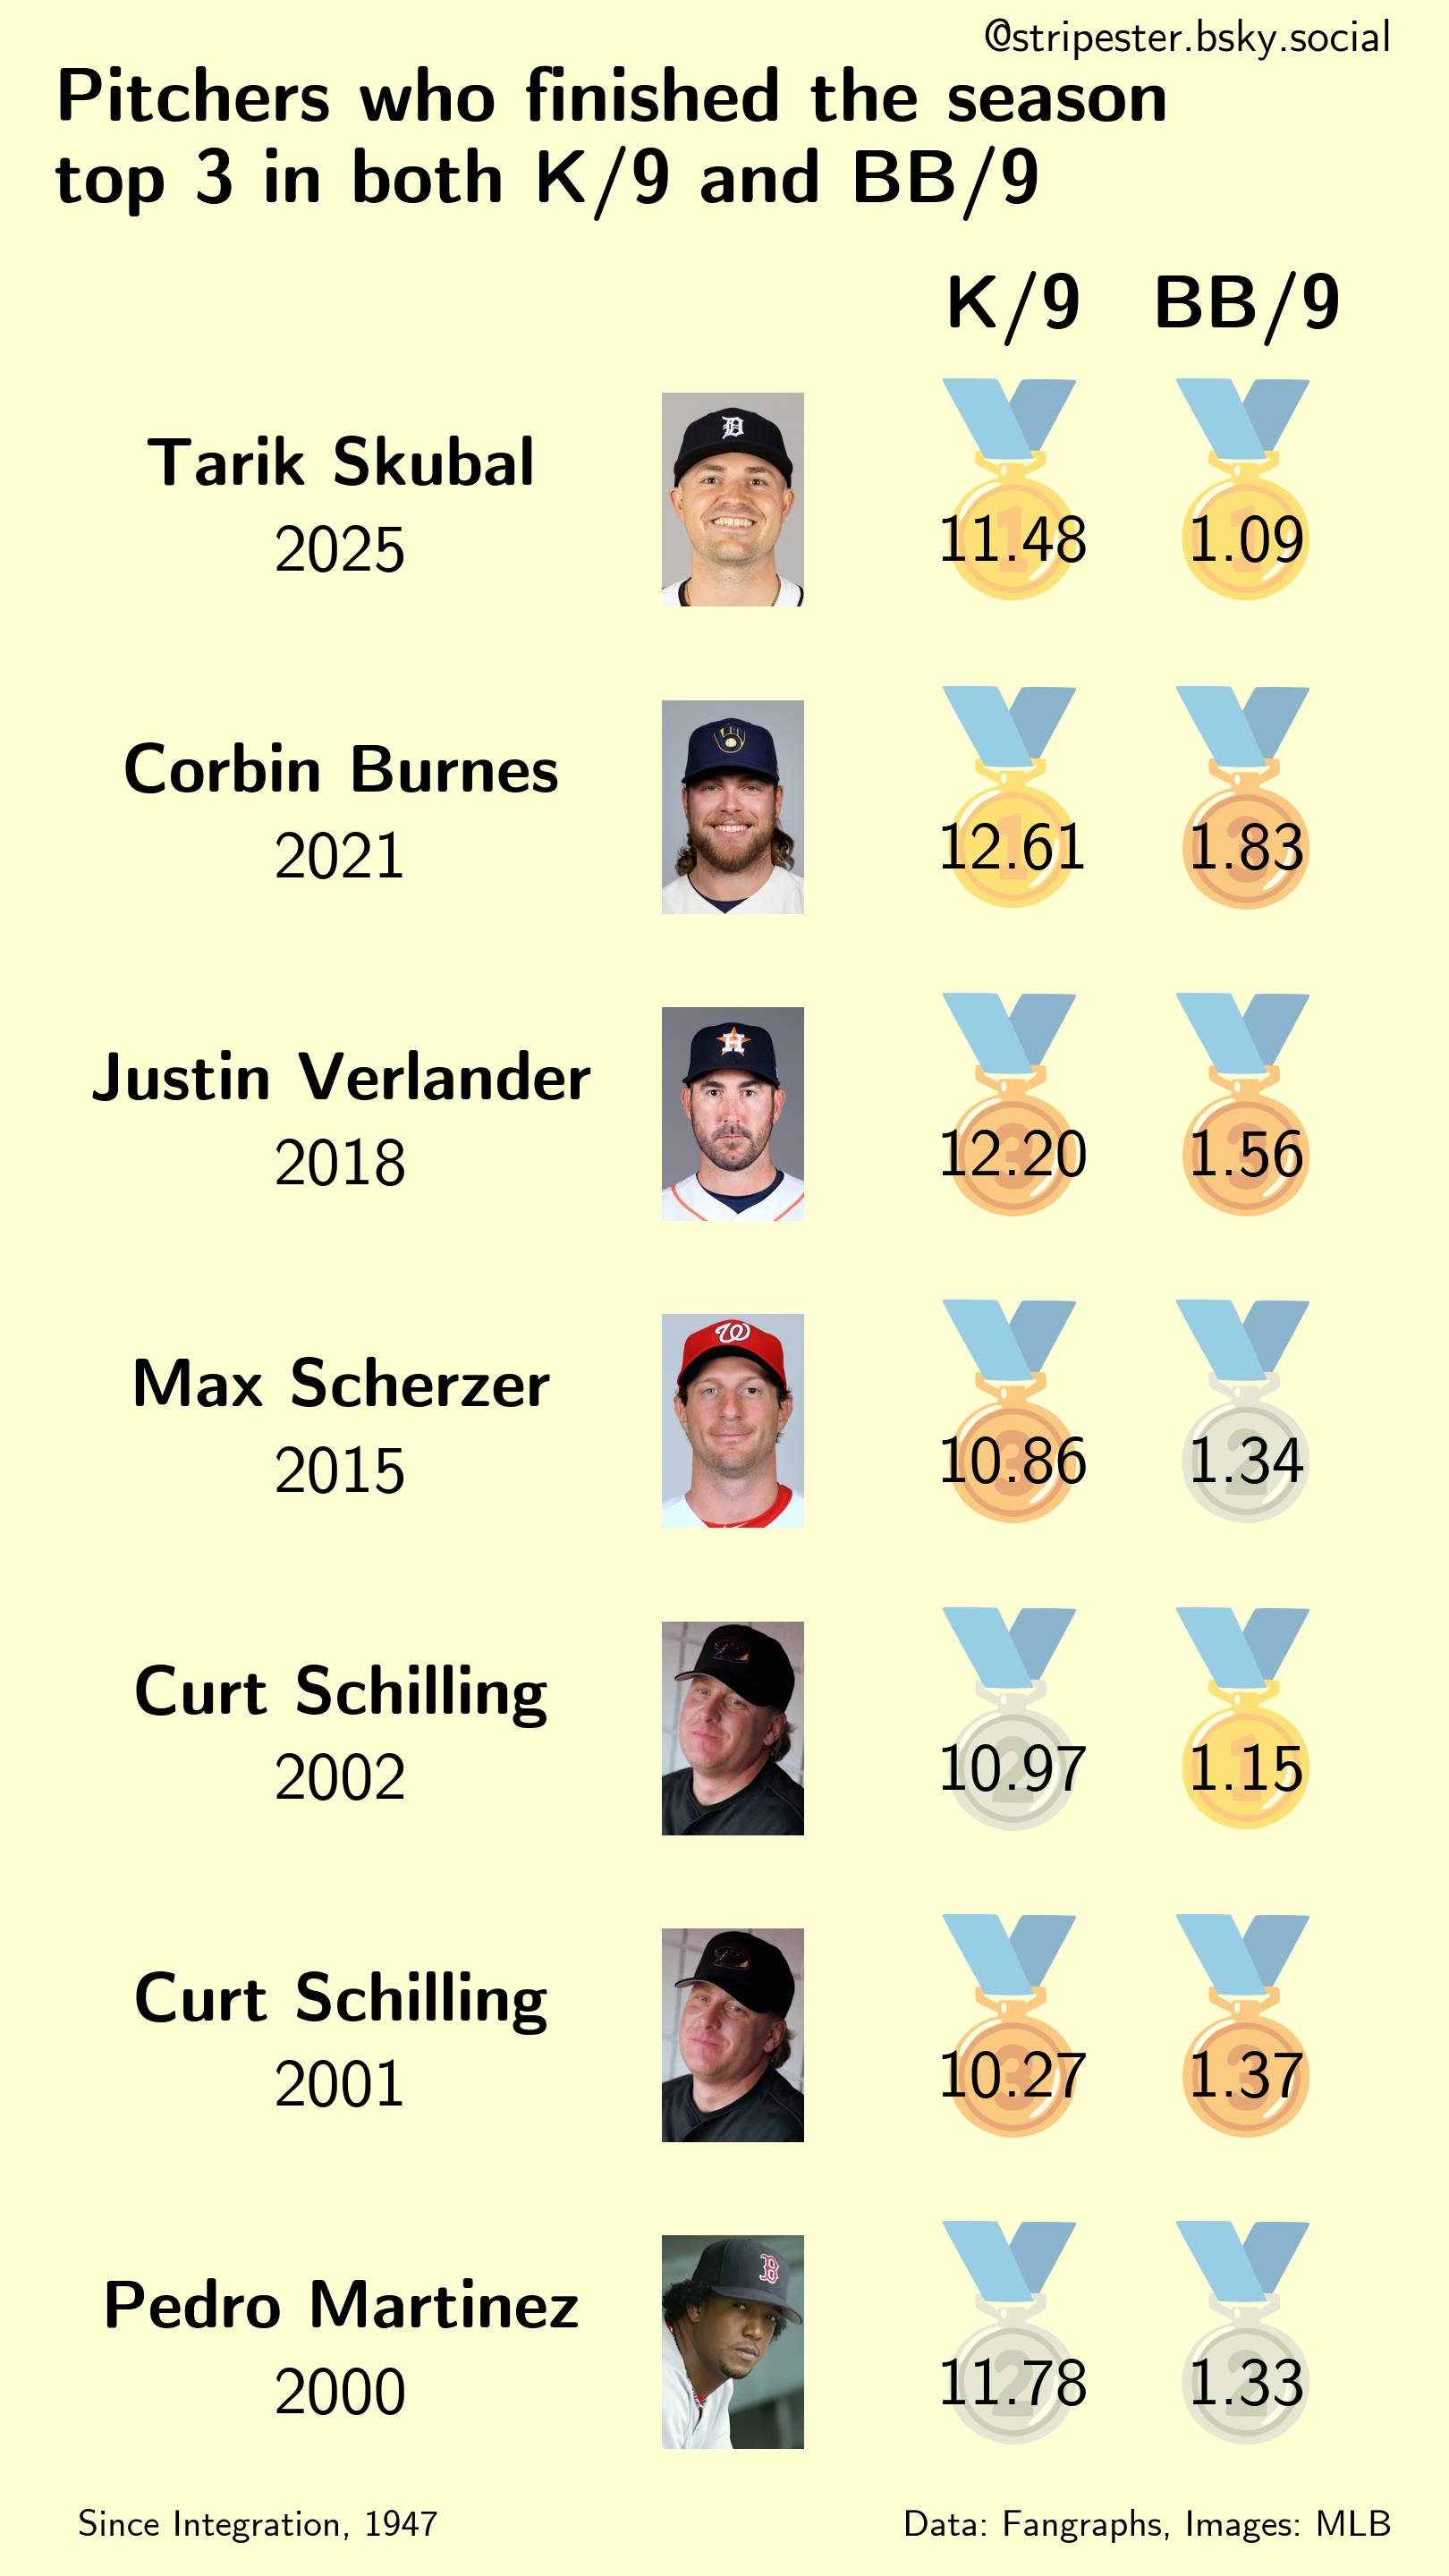 @stripester.bsky.social
Pitchers who finished the season
top 3 in both K/9 and BB/9
K/9 BB/9
Tarik Skubal
2025
11.48 1.09
Corbin Burnes
2021
12.61 1.83
Justin Verlander
2018
12.20 1.56
Max Scherzer
2015
10.86 1.34
Curt Schilling
2002
10.97 1.15
Curt Schilling
2001
10.27 1.37
Pedro Martinez
2000
11.78 1.33
Since Integration, 1947
Data: Fangraphs, Images: MLB